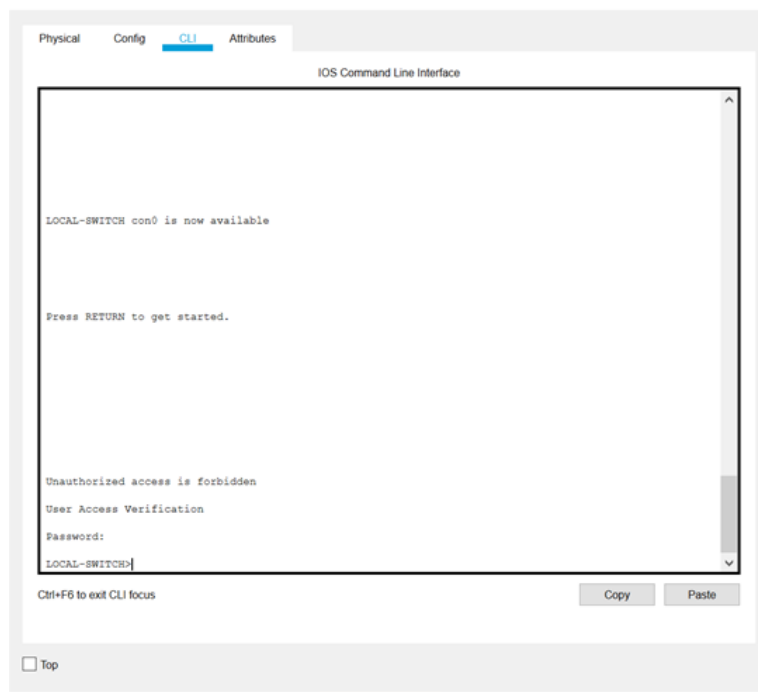 Physical Config CLI Attributes
IOS Command Line Interface
LOCAL-SWITCH con0 is now available
Press RETURN to get started.
Unauthorized access is forbidden
User Access Verification
Password:
LOCAL-SWITCH>
Ctrl+F6 to exit CLI focus
Copy Paste
Top